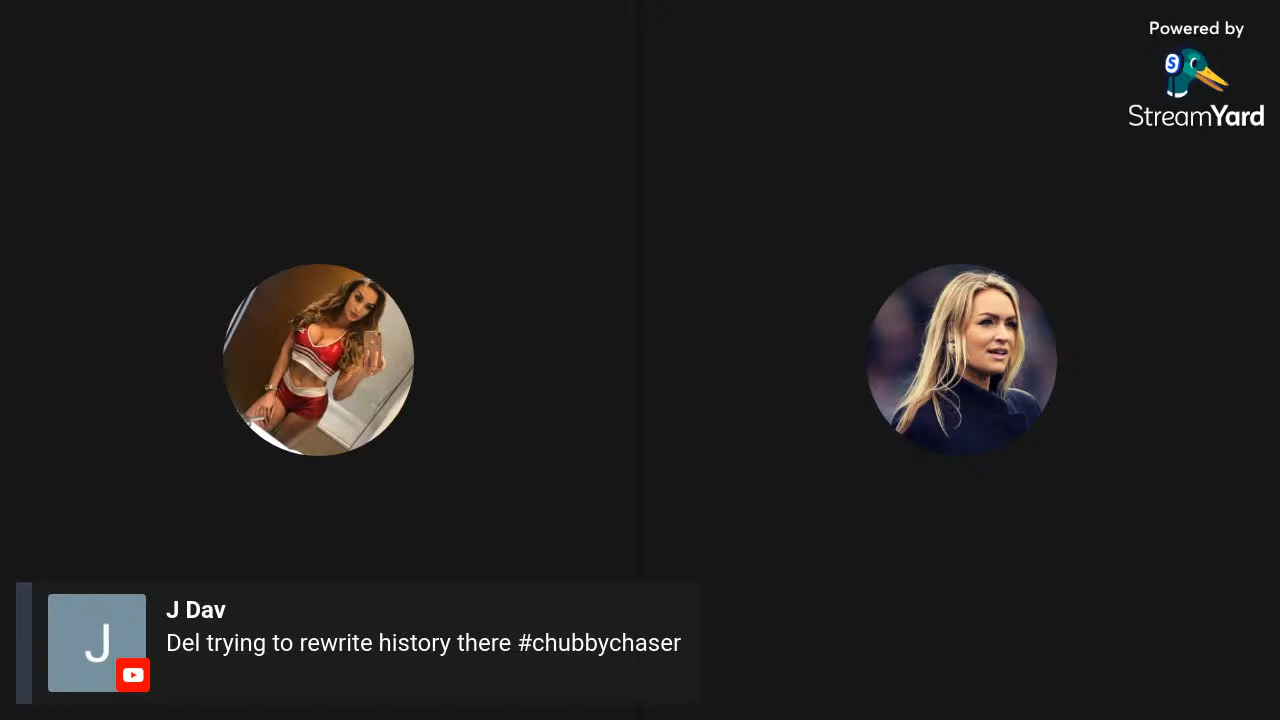 Powered by
S
StreamYard
J
J Dav
Del trying to rewrite history there #chubbychaser